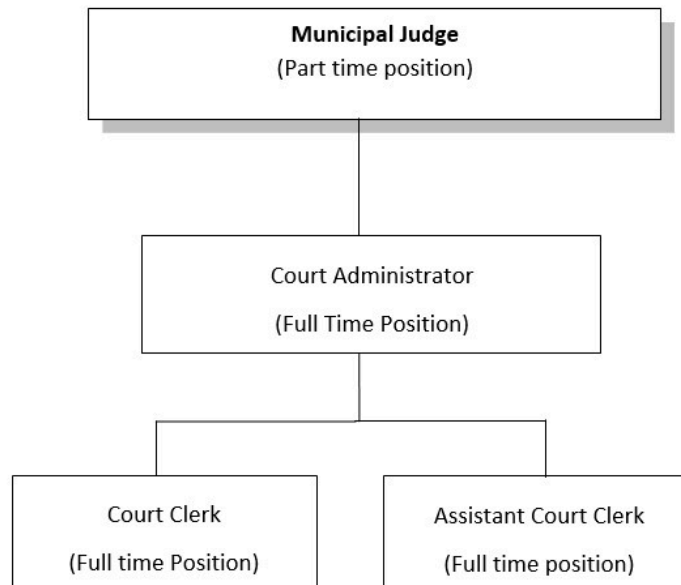 Municipal Judge
(Part time position)
Court Administrator
(Full Time Position)
Court Clerk
(Full time Position)
Assistant Court Clerk
(Full time position)